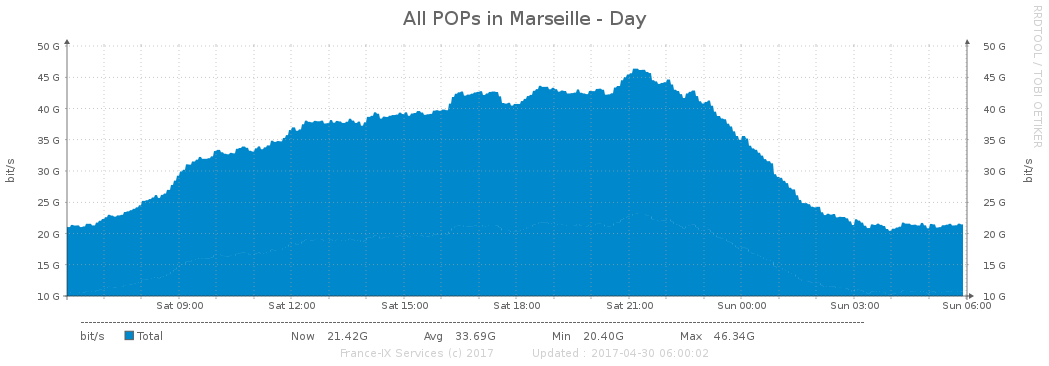 All POPs in Marseille - Day
RRDTOOL / TOBI OETIKER
50 G 50 G
45 G 45 G
40 G 40 G
35 G 35 G
30 G 30 G
25 G 25 G
20 G 20 G
15 G 15 G
10 G 10 G
bit/s bit/s
Sat 09:00 Sat 12:00 Sat 15:00 Sat 18:00 Sat 21:00 Sun 00:00 Sun 03:00 Sun 06:00
bit/s Total Now 21.42G Avg 33.69G Min 20.40G Max 46.34G
France-IX Services (c) 2017 Updated : 2017-04-30 06:00:02